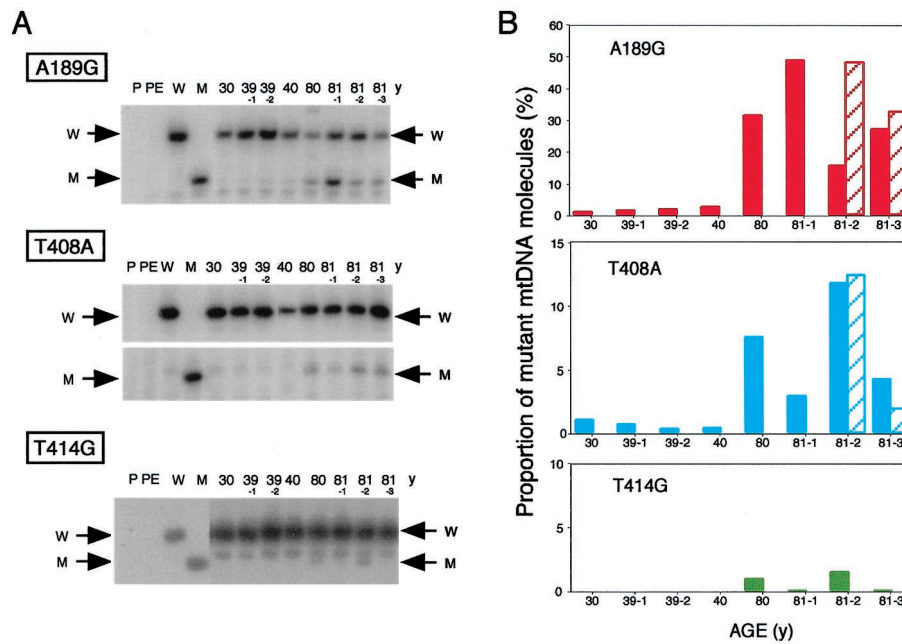 A
A189G
P PE W M 30 39 39 40 80 81 81 81 y
-1 -2 -1 -2 -3
W W
M M
T408A
P PE W M 30 39 39 40 80 81 81 81 y
-1 -2 -1 -2 -3
W W
M M
T414G
P PE W M 30 39 39 40 80 81 81 81 y
-1 -2 -1 -2 -3
W W
M M
B
Proportion of mutant mtDNA molecules (%)
A189G
60
50
40
30
20
10
0
30 39-1 39-2 40 80 81-1 81-2 81-3
T408A
15
10
5
0
30 39-1 39-2 40 80 81-1 81-2 81-3
T414G
10
5
0
30 39-1 39-2 40 80 81-1 81-2 81-3
AGE (y)